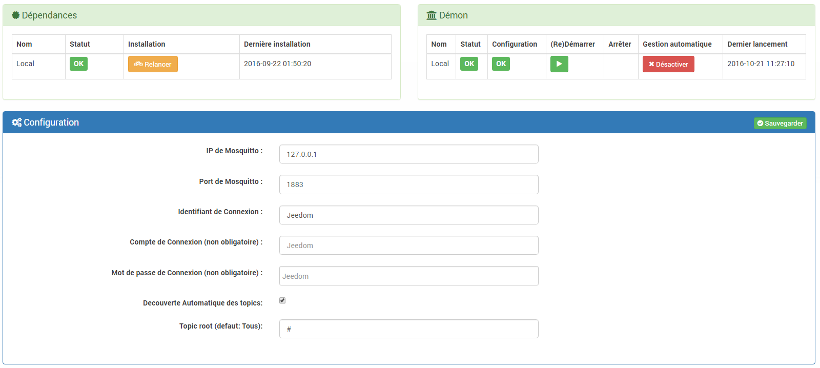 Dépendances
Nom Statut Installation Dernière installation
Local OK Relancer 2016-09-22 01:50:20
Démon
Nom Statut Configuration (Re)Démarrer Arrêter Gestion automatique Dernier lancement
Local OK OK Désactiver 2016-10-21 11:27:10
Configuration Sauvegarder
IP de Mosquitto : 127.0.0.1
Port de Mosquitto : 1883
Identifiant de Connexion : Jeedom
Compte de Connexion (non obligatoire) : Jeedom
Mot de passe de Connexion (non obligatoire) : Jeedom
Decouverte Automatique des topics:
Topic root (defaut: Tous): #